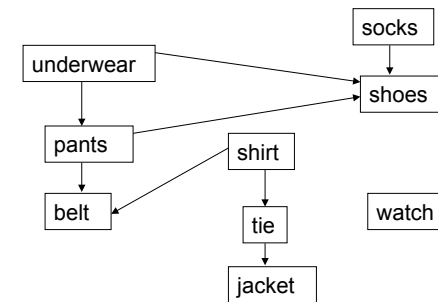 socks
underwear
shoes
pants
shirt
belt
watch
tie
jacket